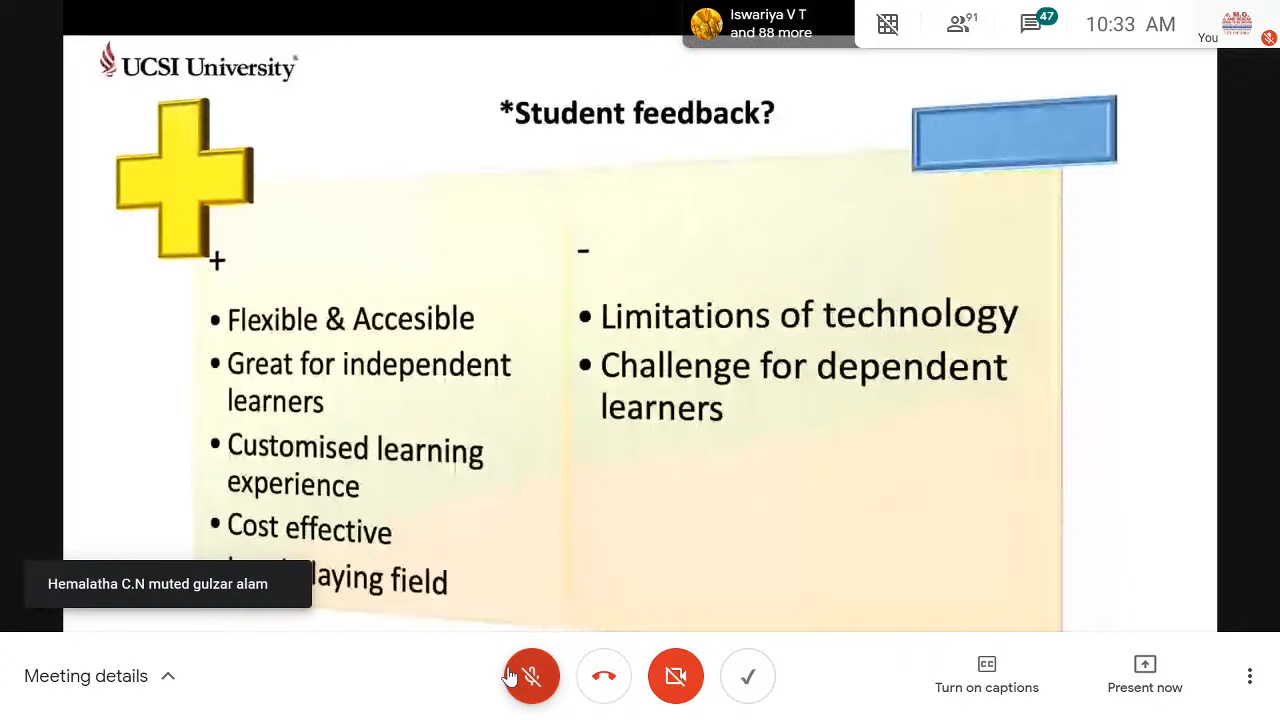 Iswariya V T
and 88 more
91
47
10:33 AM
You
UCSI University
*Student feedback?
+
• Flexible & Accesible
• Great for independent
learners
• Customised learning
experience
• Cost effective
laying field
-
• Limitations of technology
• Challenge for dependent
learners
Hemalatha C.N muted gulzar alam
Meeting details
Turn on captions
Present now